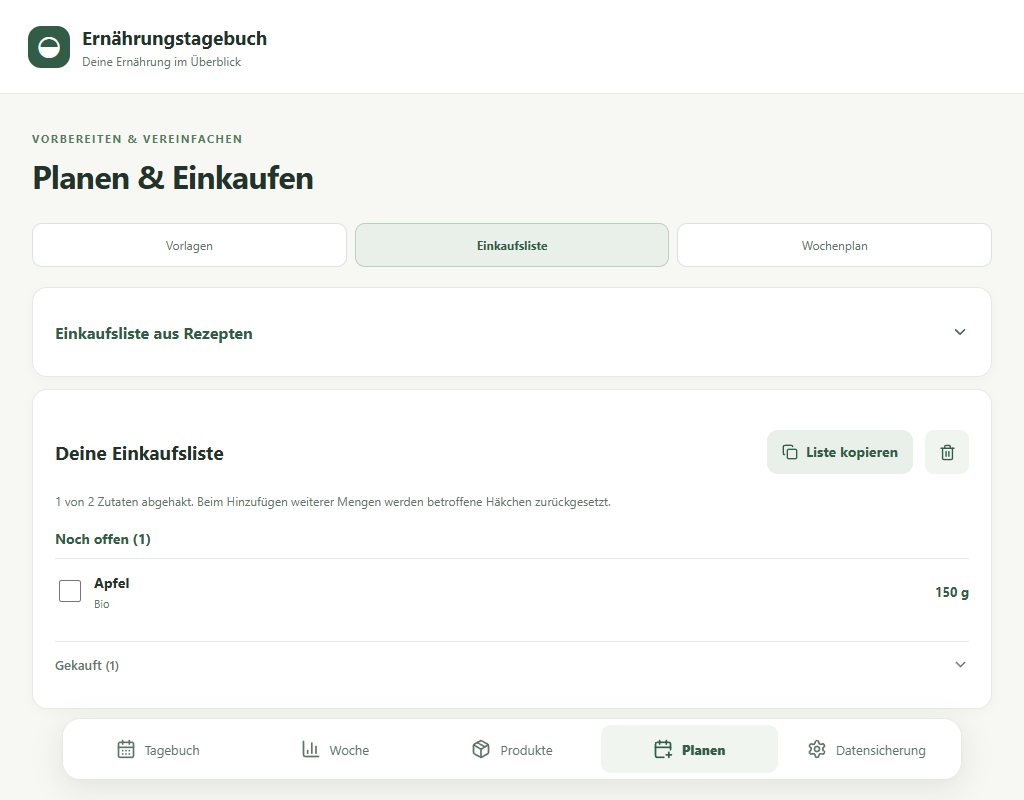 Ernährungstagebuch
Deine Ernährung im Überblick
VORBEREITEN & VEREINFACHEN
Planen & Einkaufen
Vorlagen
Einkaufsliste
Wochenplan
Einkaufsliste aus Rezepten
Deine Einkaufsliste
Liste kopieren
1 von 2 Zutaten abgehakt. Beim Hinzufügen weiterer Mengen werden betroffene Häkchen zurückgesetzt.
Noch offen (1)
Apfel
Bio
150 g
Gekauft (1)
Tagebuch
Woche
Produkte
Planen
Datensicherung